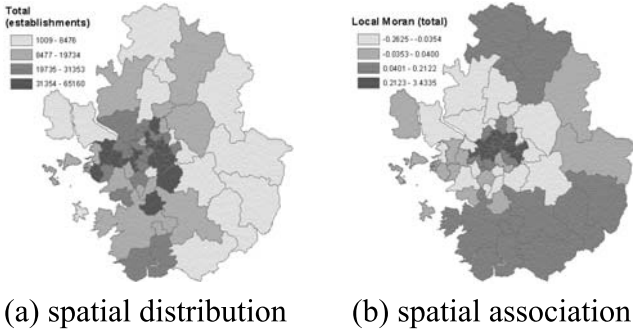 Total
(establishments)
1009 - 8476
8477 - 19734
19735 - 31353
31354 - 65160
Local Moran (total)
-0.2625 - -0.0354
-0.0353 - 0.0400
0.0401 - 0.2122
0.2123 - 3.4335
(a) spatial distribution
(b) spatial association